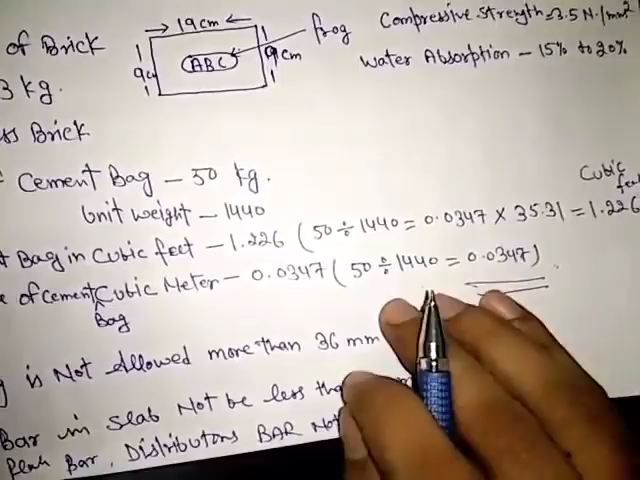 19cm
frog
Compressive Strength = 3.5 N/mm²
of Brick
ABC
9cm
Water Absorption - 15% to 20%
3 kg.
Brick
Cement Bag - 50 kg.
Cubic
feet
Unit weight - 1440
Bag in Cubic feet - 1.226 (50÷1440=0.0347 × 35.31 = 1.226
of Cement Bag Cubic Meter - 0.0347 (50÷1440 = 0.0347)
is Not Allowed more than 36 mm
Bar in slab Not be less
Bar, Distributons BAR Not